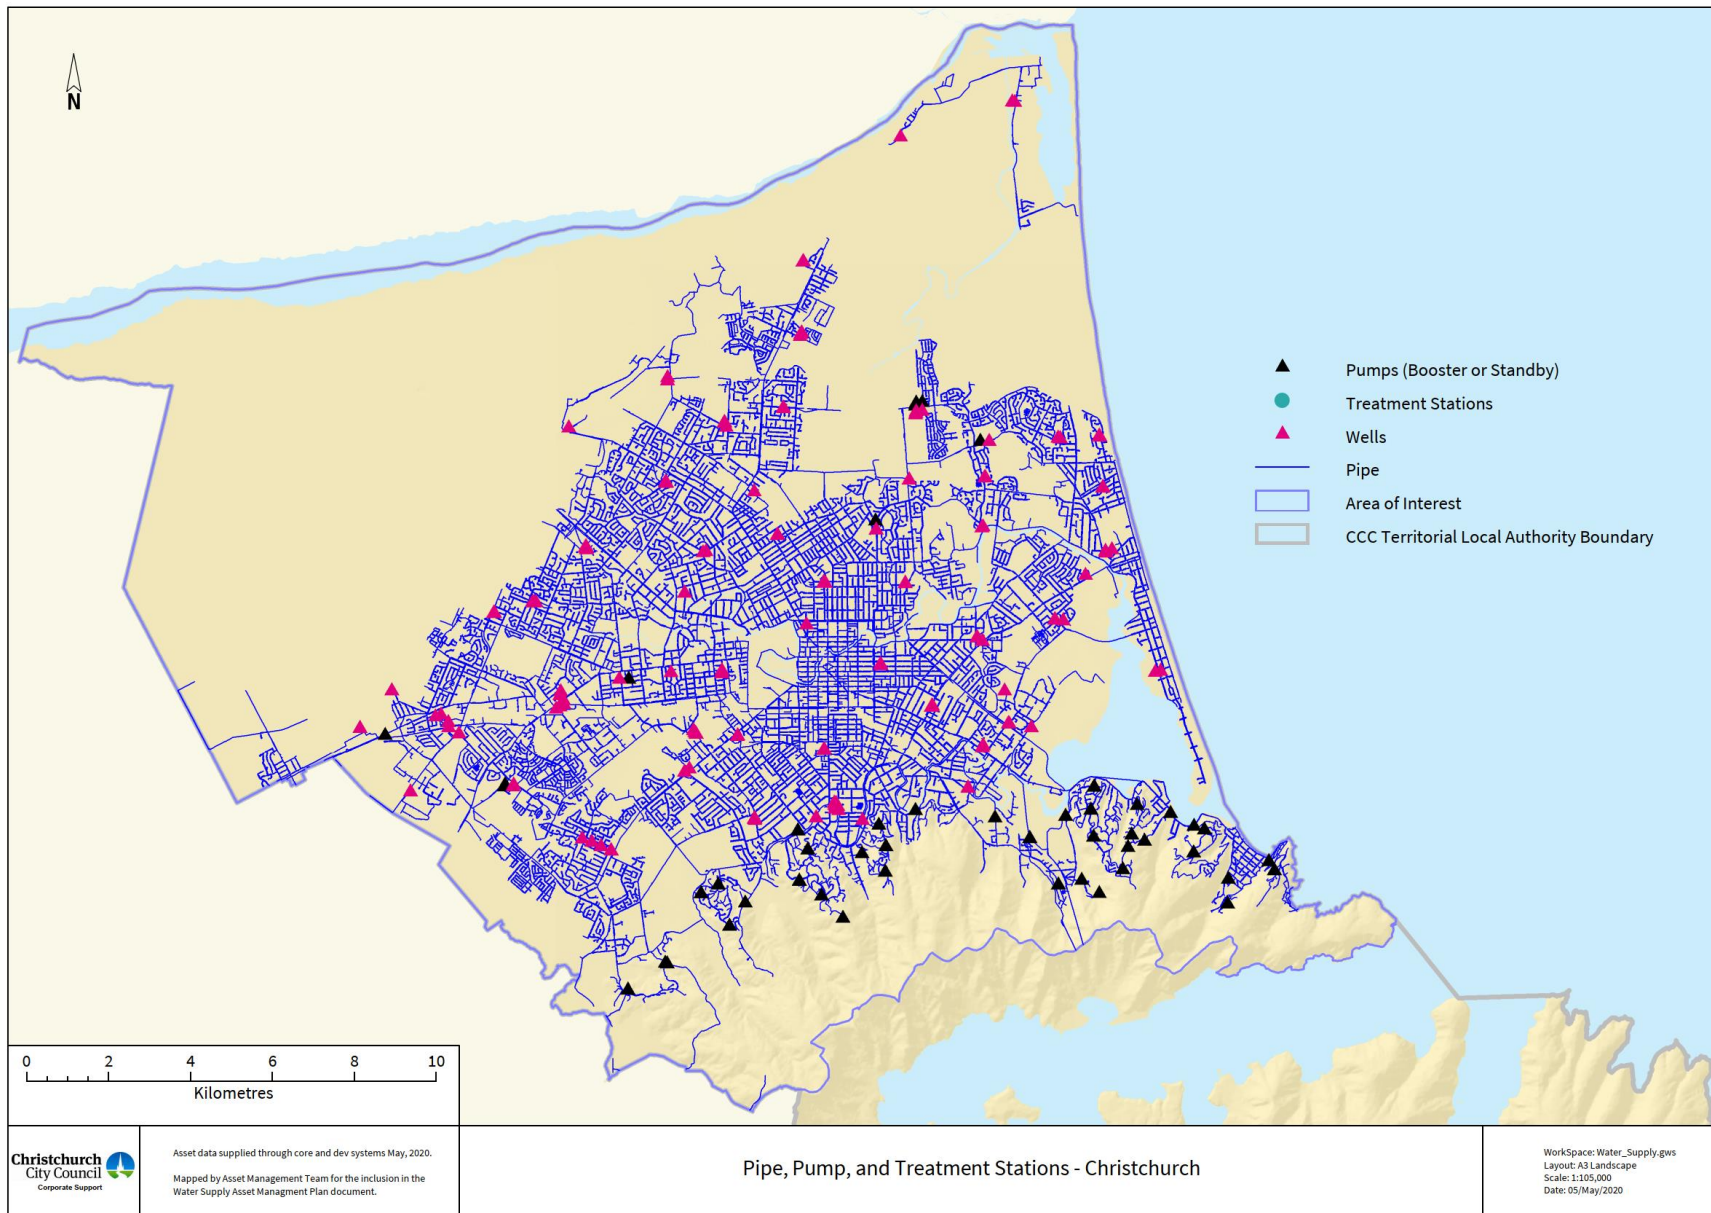 N
Pumps (Booster or Standby)
Treatment Stations
Wells
Pipe
Area of Interest
CCC Territorial Local Authority Boundary
0 2 4 6 8 10
Kilometres
Christchurch
City Council
Corporate Support
Asset data supplied through core and dev systems May, 2020.
Mapped by Asset Management Team for the inclusion in the
Water Supply Asset Managment Plan document.
Pipe, Pump, and Treatment Stations - Christchurch
WorkSpace: Water_Supply.gws
Layout: A3 Landscape
Scale: 1:105,000
Date: 05/May/2020